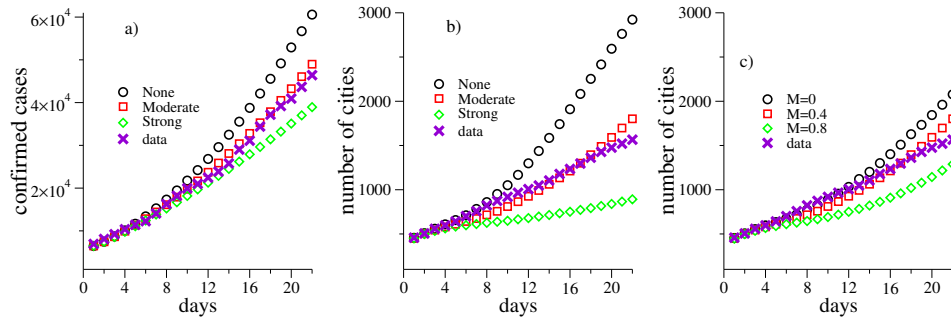 a)
confirmed cases
6×10⁴
4×10⁴
2×10⁴
None
Moderate
Strong
data
0 4 8 12 16 20
days
b)
number of cities
3000
2000
1000
None
Moderate
Strong
data
0 4 8 12 16 20
days
c)
number of cities
3000
2000
1000
M=0
M=0.4
M=0.8
data
0 4 8 12 16 20
days